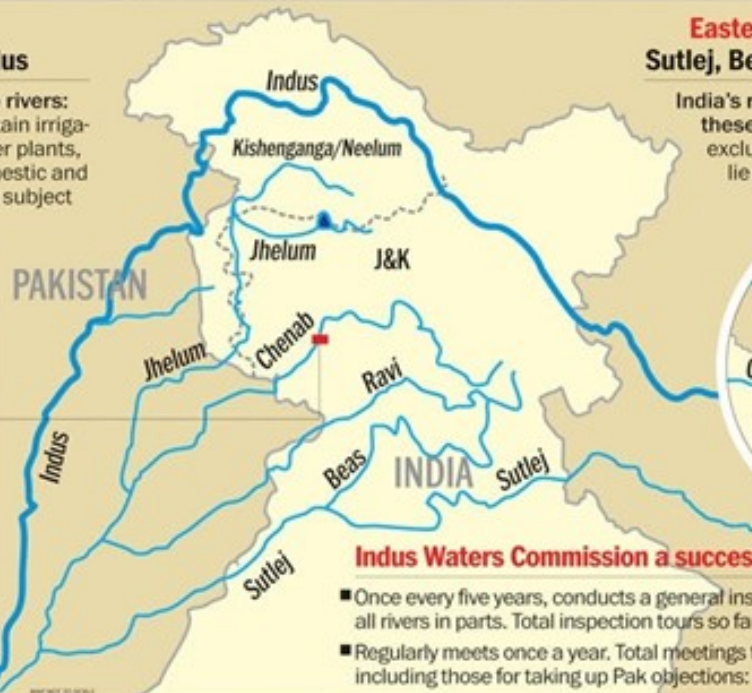 lus
rivers:
tain irriga-
er plants,
estic and
subject
Easte
Sutlej, Be
India's r
these
exclu
lie
Indus
Kishenganga/Neelum
Jhelum
J&K
PAKISTAN
Jhelum
Chenab
Ravi
Indus
Beas
INDIA
Sutlej
Sutlej
Indus Waters Commission a succes
■ Once every five years, conducts a general ins
all rivers in parts. Total inspection tours so fa
■ Regularly meets once a year. Total meetings t
including those for taking up Pak objections: